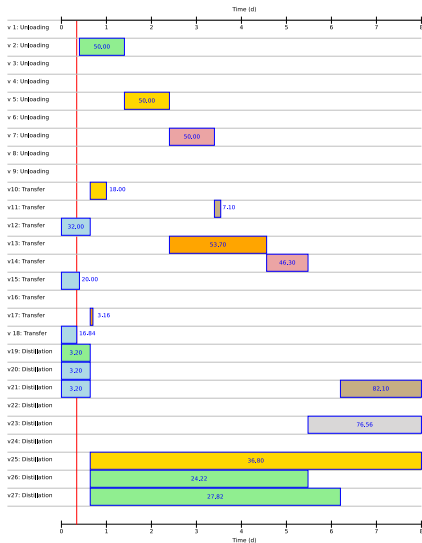 Time (d)
0 1 2 3 4 5 6 7 8
v 1: Unloading
v 2: Unloading 50,00
v 3: Unloading
v 4: Unloading
v 5: Unloading 50,00
v 6: Unloading
v 7: Unloading 50,00
v 8: Unloading
v 9: Unloading
v10: Transfer 18.00
v11: Transfer 7.10
v12: Transfer 32,00
v13: Transfer 53,70
v14: Transfer 46,30
v15: Transfer 20.00
v16: Transfer
v17: Transfer 3.16
v 18: Transfer 16.84
v19: Distillation 3,20
v20: Distillation 3,20
v21: Distillation 3,20 82,10
v22: Distillation
v23: Distillation 76,56
v24: Distillation
v25: Distillation 36,80
v26: Distillation 24,22
v27: Distillation 27,82
0 1 2 3 4 5 6 7 8
Time (d)